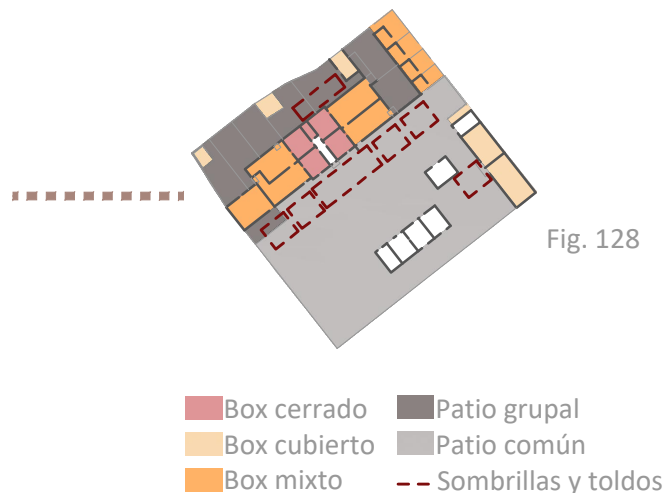 Fig. 128
Box cerrado
Patio grupal
Box cubierto
Patio común
Box mixto
Sombrillas y toldos